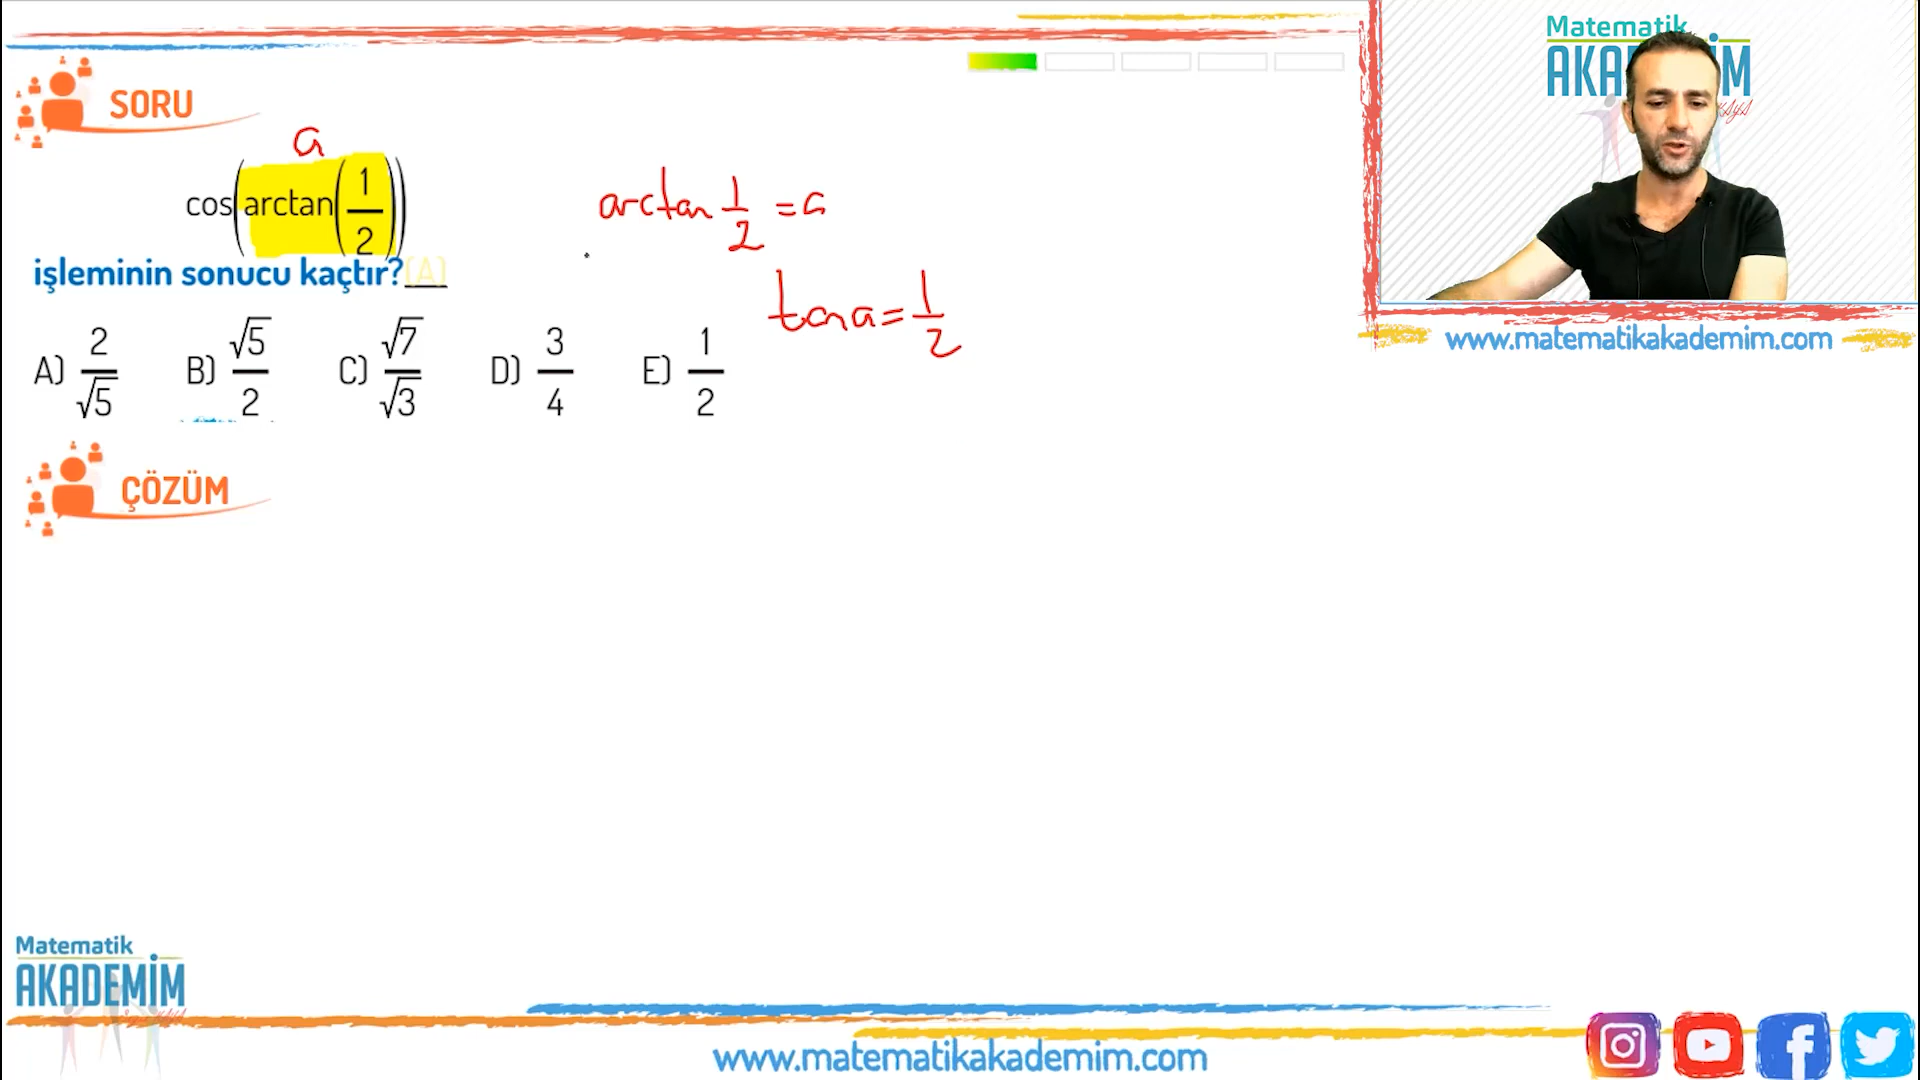 Matematik
AKADEMİM
SORU
a
cos(arctan(1/2))
işleminin sonucu kaçtır? (A)
A) 2/√5 B) √5/2 C) √7/√3 D) 3/4 E) 1/2
arctan 1/2 = a
tan a = 1/2
www.matematikakademim.com
ÇÖZÜM
Matematik
AKADEMİM
www.matematikakademim.com